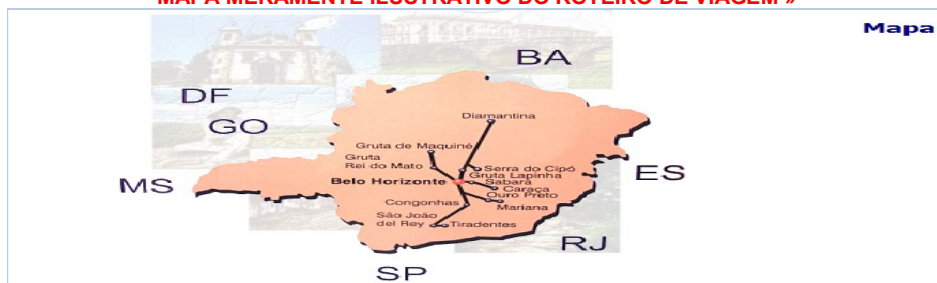 MAPA MERAMENTE ILUSTRATIVO DO ROTEIRO DE VIAGEM »
Mapa
BA
DF
GO
Diamantina
Gruta de Maquiné
Gruta
Rei do Mato
Serra do Cipó
Gruta Lapinha
ES
MS
Belo Horizonte
Sabará
Caraça
Ouro Preto
Congonhas
Mariana
São João
del Rey
Tiradentes
RJ
SP